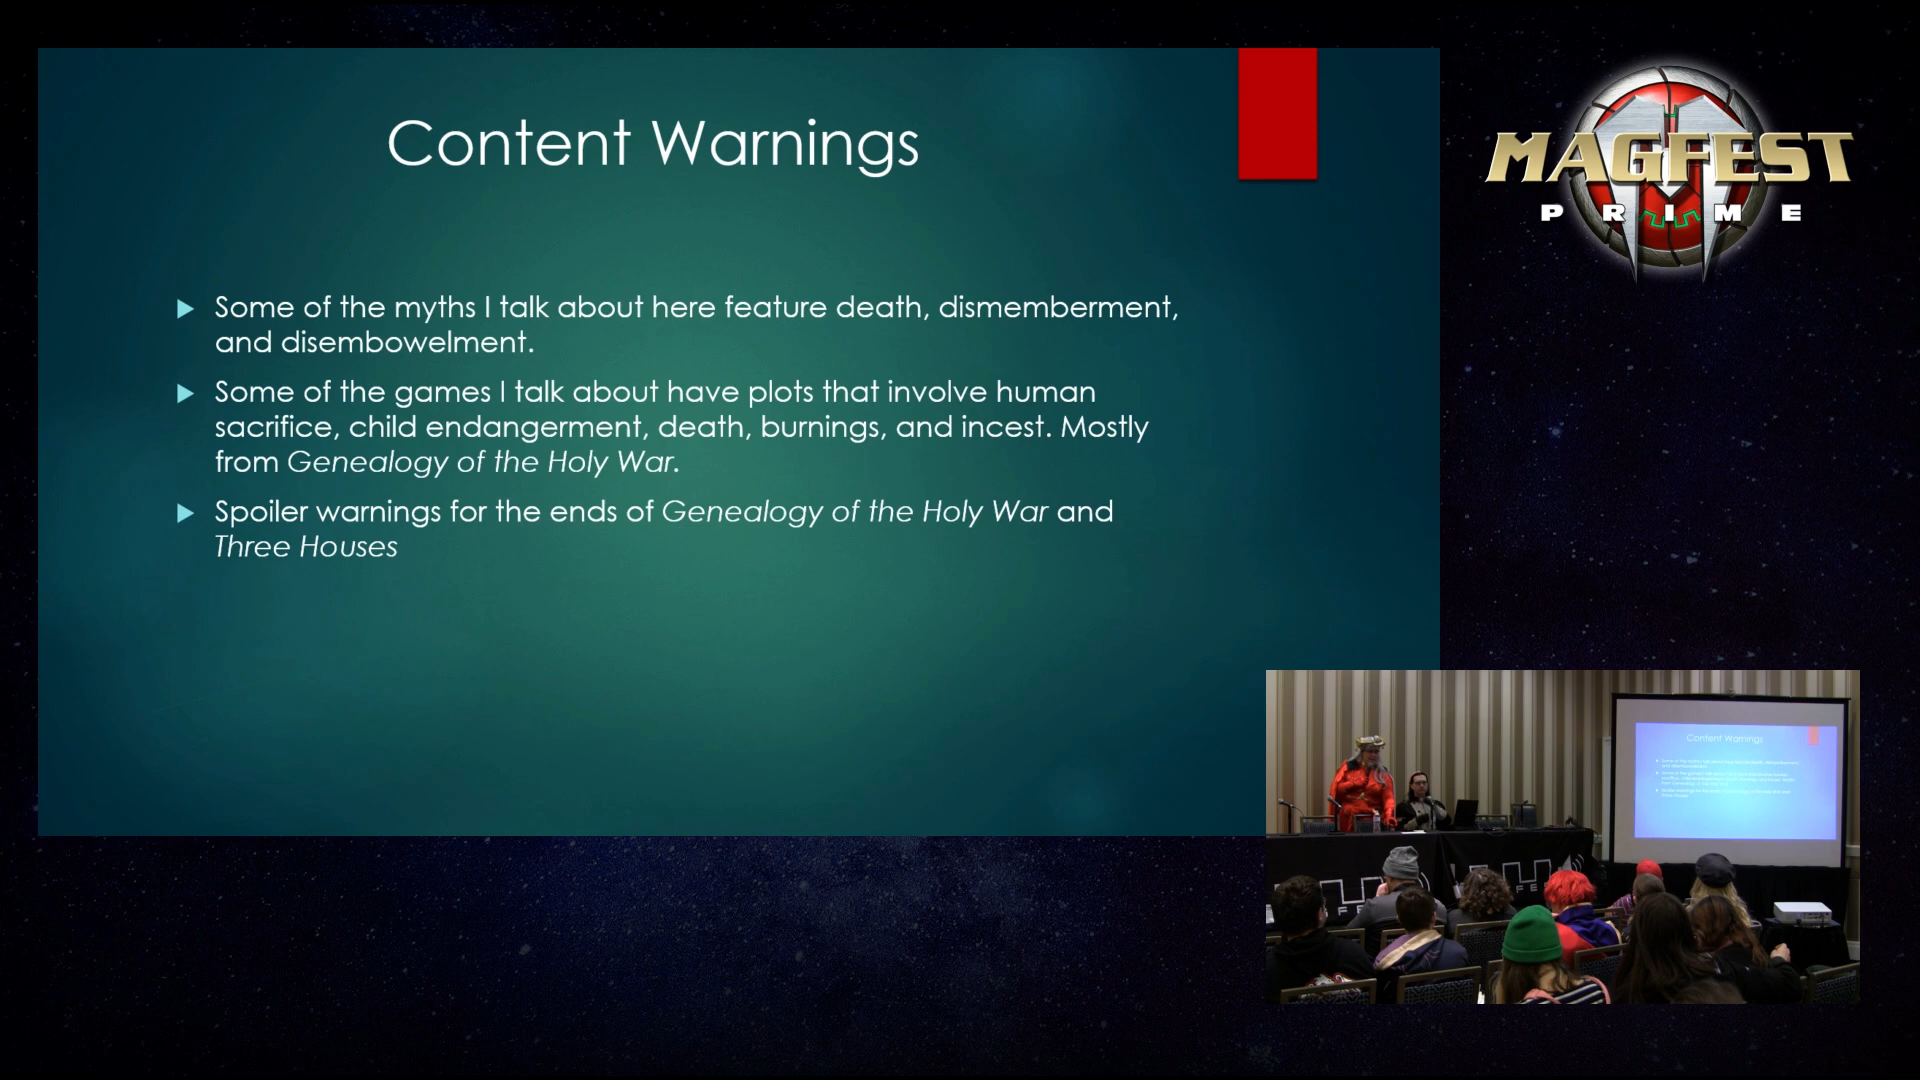 Content Warnings
Some of the myths I talk about here feature death, dismemberment,
and disembowelment.
Some of the games I talk about have plots that involve human
sacrifice, child endangerment, death, burnings, and incest. Mostly
from Genealogy of the Holy War.
Spoiler warnings for the ends of Genealogy of the Holy War and
Three Houses
MAGFEST
PRIME
Content Warnings